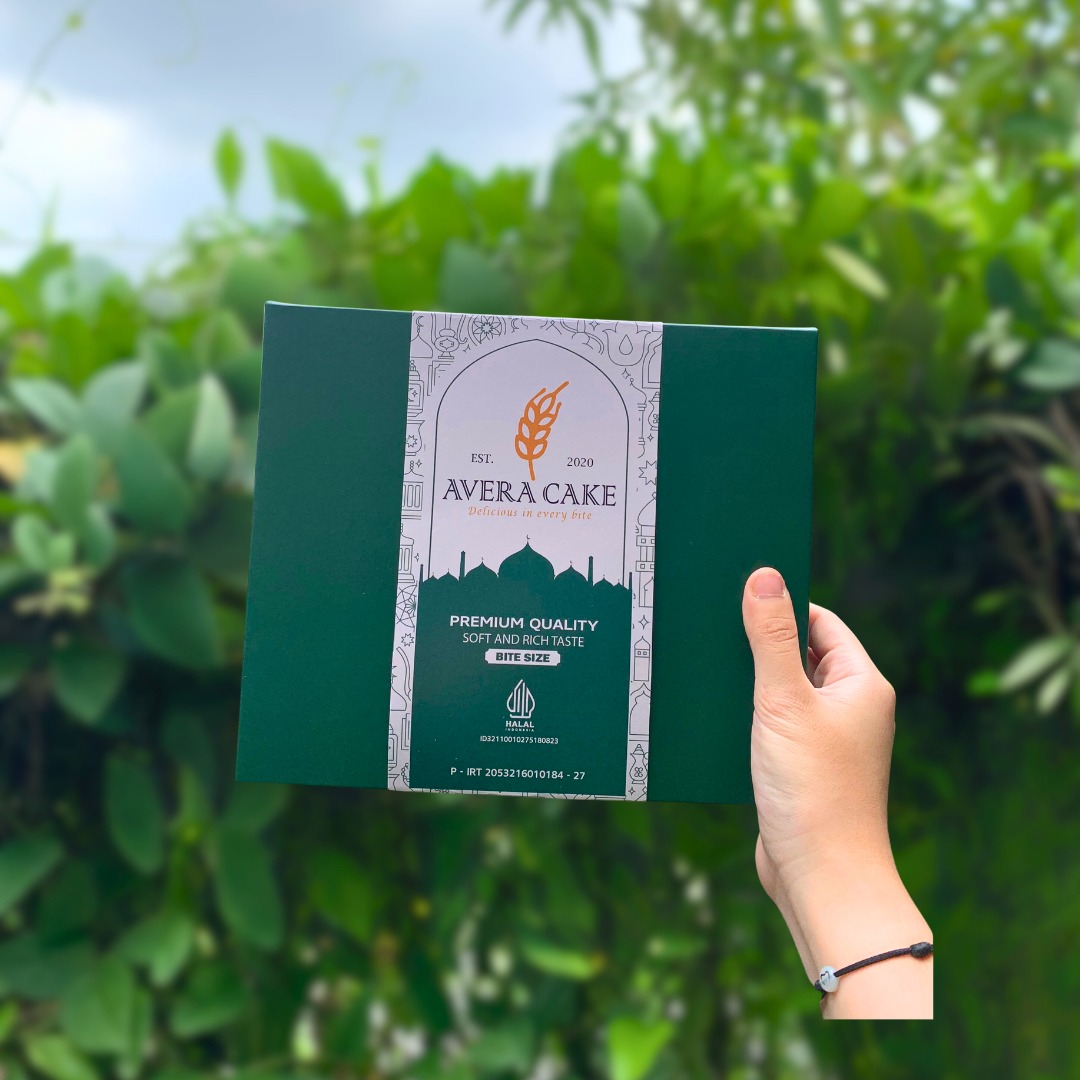 EST. 2020
AVERA CAKE
Delicious in every bite
PREMIUM QUALITY
SOFT AND RICH TASTE
BITE SIZE
HALAL
INDONESIA
ID32110010275180823
P - IRT 2053216010184 - 27